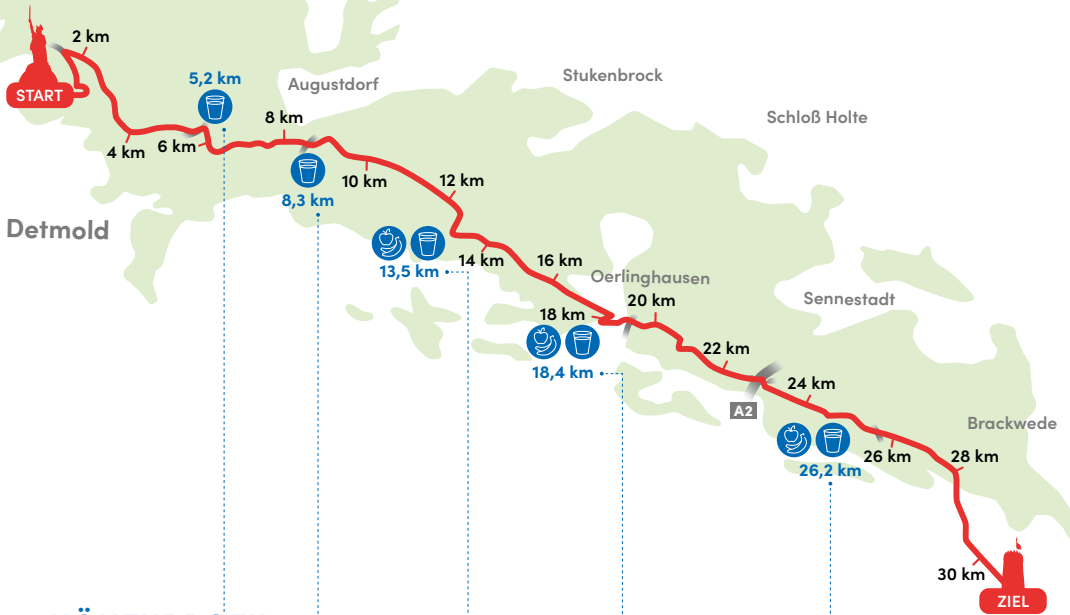 2 km
START
5,2 km
Augustdorf
Stukenbrock
Schloß Holte
8 km
4 km
6 km
10 km
12 km
8,3 km
Detmold
14 km
13,5 km
16 km
Oerlinghausen
18 km
20 km
Sennestadt
22 km
18,4 km
24 km
A2
Brackwede
26 km
28 km
26,2 km
30 km
ZIEL